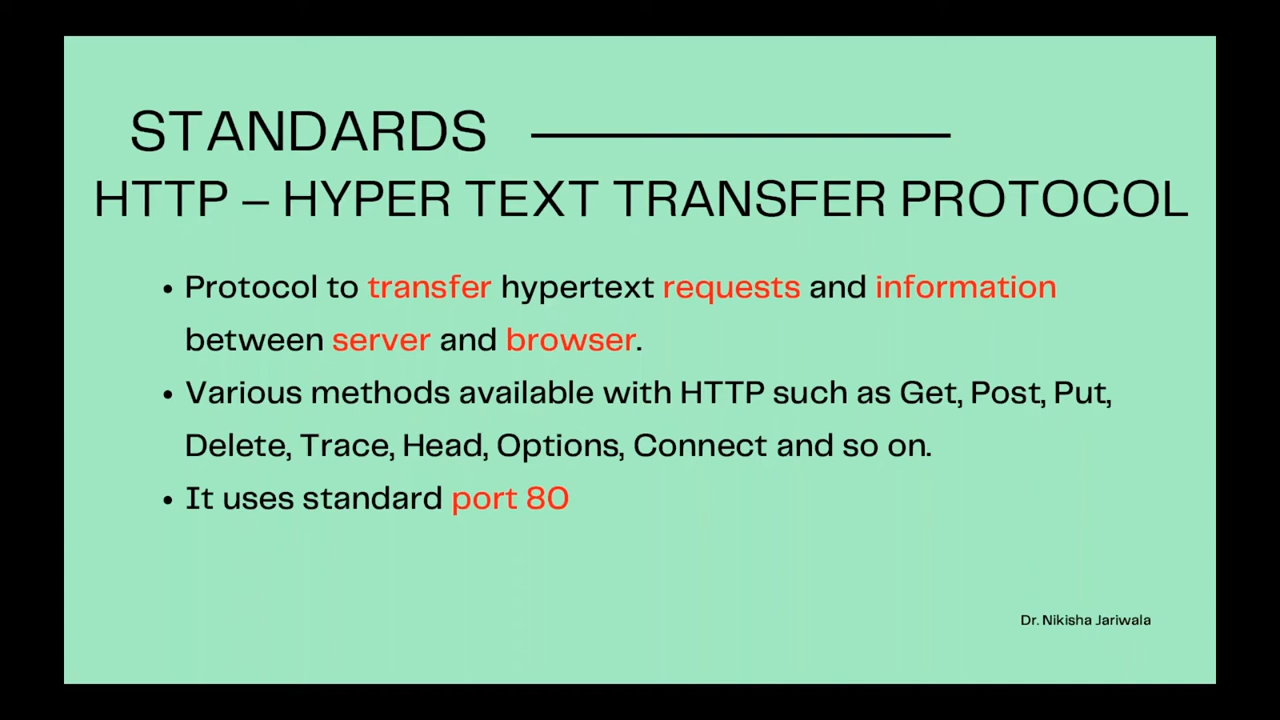 STANDARDS
HTTP – HYPER TEXT TRANSFER PROTOCOL
• Protocol to transfer hypertext requests and information
between server and browser.
• Various methods available with HTTP such as Get, Post, Put,
Delete, Trace, Head, Options, Connect and so on.
• It uses standard port 80
Dr. Nikisha Jariwala